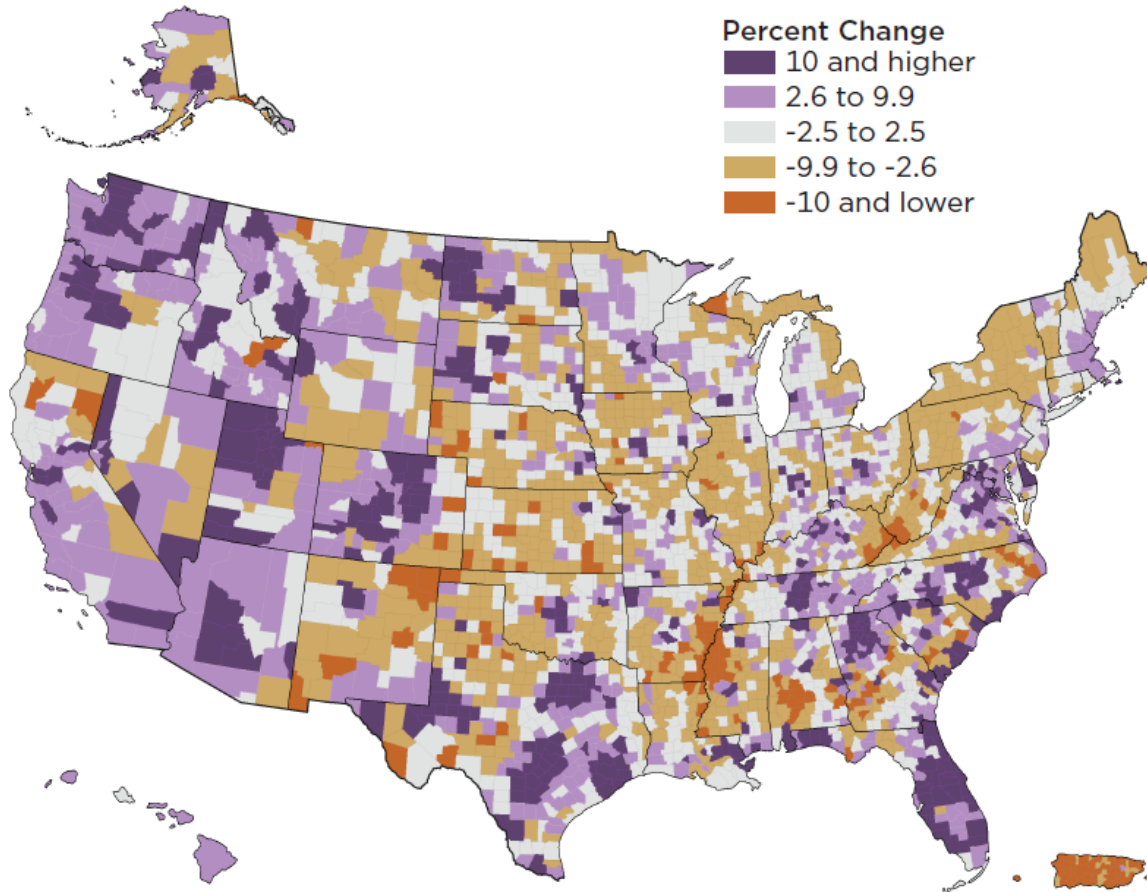 Percent Change
10 and higher
2.6 to 9.9
-2.5 to 2.5
-9.9 to -2.6
-10 and lower